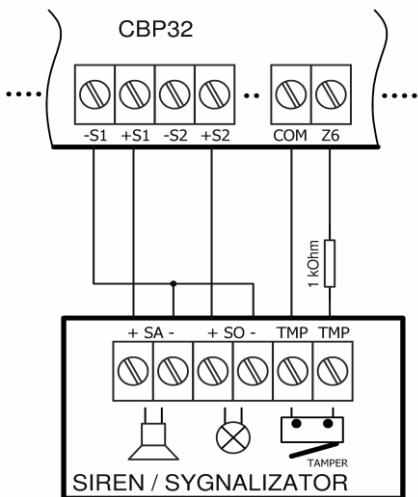 CBP32
-S1 +S1 -S2 +S2 COM Z6
1 kOhm
+ SA - + SO - TMP TMP
TAMPER
SIREN / SYGNALIZATOR